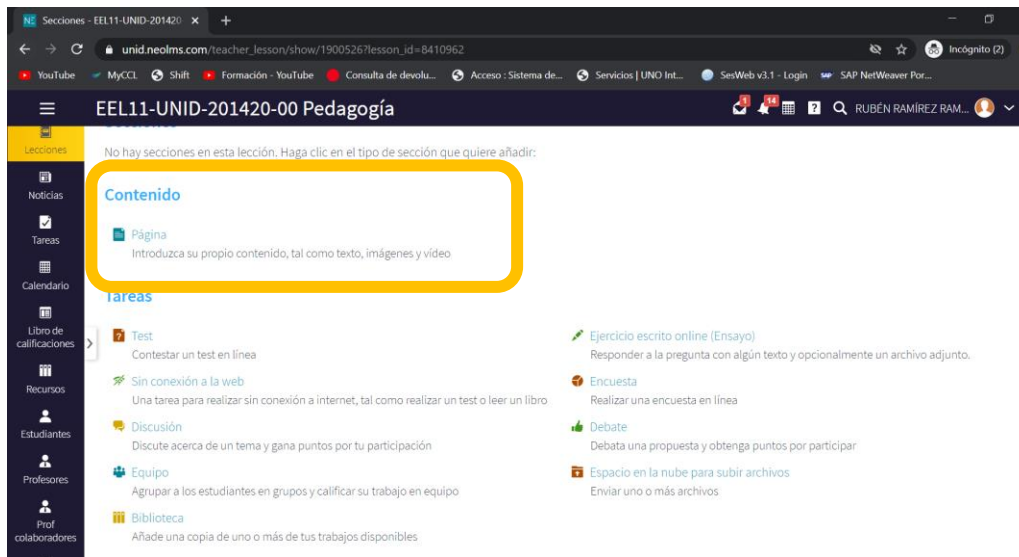 NE Secciones - EEL11-UNID-201420
unid.neolms.com/teacher_lesson/show/1900526?lesson_id=8410962
Incógnito (2)
YouTube MyCCL Shift Formación - YouTube Consulta de devolu... Acceso : Sistema de... Servicios | UNO Int... SesWeb v3.1 - Login SAP NetWeaver Por...
EEL11-UNID-201420-00 Pedagogía
14
RUBÉN RAMÍREZ RAM...
Lecciones
Noticias
Tareas
Calendario
Libro de
calificaciones
Recursos
Estudiantes
Profesores
Prof
colaboradores
Secciones
No hay secciones en esta lección. Haga clic en el tipo de sección que quiere añadir:
Contenido
Página
Introduzca su propio contenido, tal como texto, imágenes y vídeo
Tareas
Test
Contestar un test en línea
Sin conexión a la web
Una tarea para realizar sin conexión a internet, tal como realizar un test o leer un libro
Discusión
Discute acerca de un tema y gana puntos por tu participación
Equipo
Agrupar a los estudiantes en grupos y calificar su trabajo en equipo
Biblioteca
Añade una copia de uno o más de tus trabajos disponibles
Ejercicio escrito online (Ensayo)
Responder a la pregunta con algún texto y opcionalmente un archivo adjunto.
Encuesta
Realizar una encuesta en línea
Debate
Debata una propuesta y obtenga puntos por participar
Espacio en la nube para subir archivos
Enviar uno o más archivos